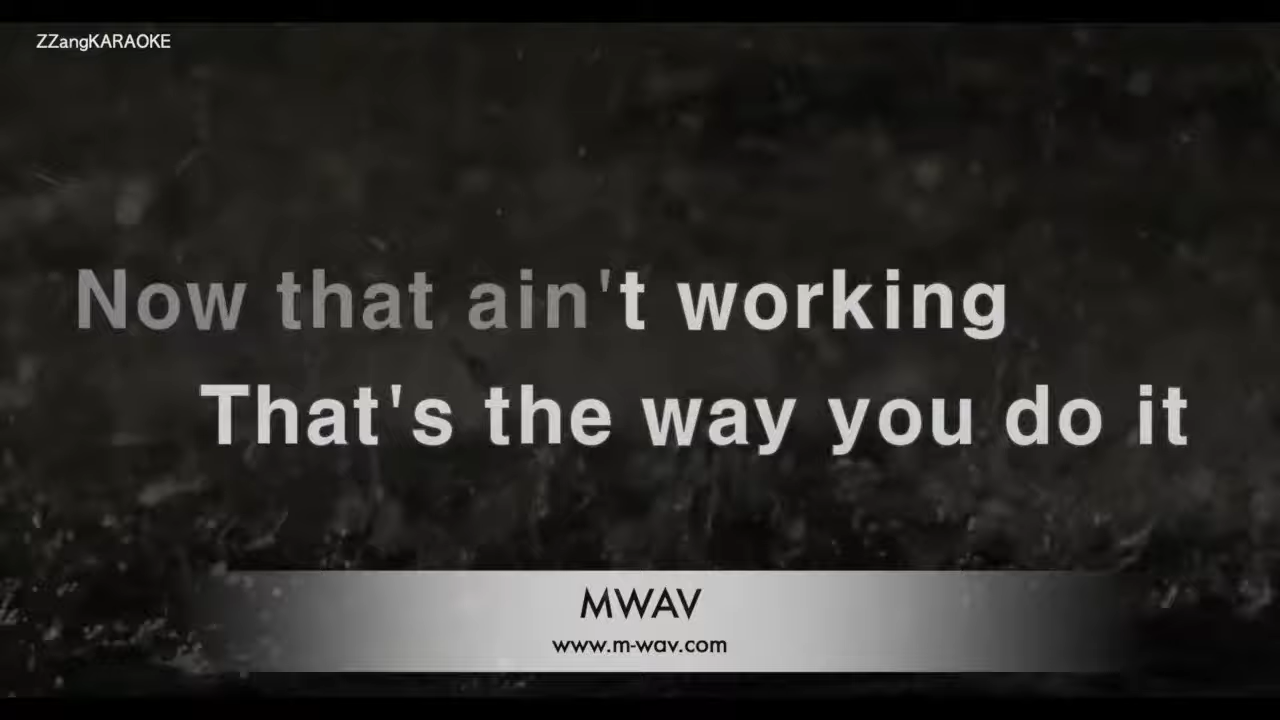 ZZangKARAOKE
Now that ain't working
That's the way you do it
MWAV
www.m-wav.com